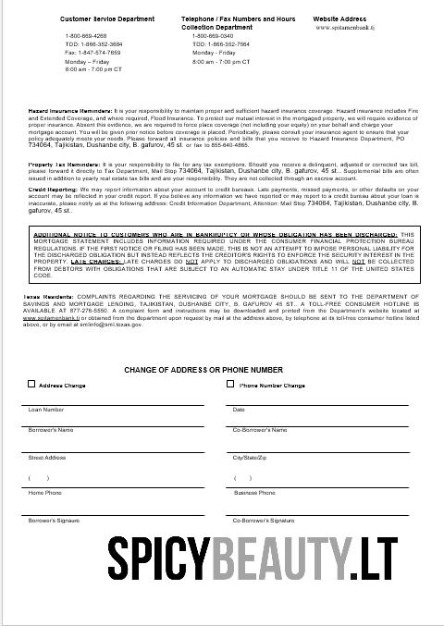 Customer Service Department
Telephone / Fax Numbers and Hours
Website Address
Collection Department
www.spitamenbank.tj
1-800-669-4268
1-800-669-0340
TDD: 1-866-352-3684
TDD: 1-866-352-7564
Fax: 1-847-574-7659
Monday - Friday
Monday – Friday
8:00 am - 7:00 pm CT
8:00 am - 7:00 pm CT
Hazard Insurance Reminders: It is your responsibility to maintain proper and sufficient hazard insurance coverage. Hazard insurance includes Fire
and Extended Coverage, and where required, Flood Insurance. To protect our mutual interest in the mortgaged property, we will require evidence of
proper insurance. Absent this evidence, we are required to force place coverage (not including your equity) on your behalf and charge your
mortgage account. You will be given prior notice before coverage is placed. Periodically, please consult your insurance agent to ensure that your
policy adequately meets your needs. Please forward all insurance policies and bills that you receive to Hazard Insurance Department, PO
734064, Tajikistan, Dushanbe city, B. gafurov, 45 st. or fax to 855-640-4865.
Property Tax Reminders: It is your responsibility to file for any tax exemptions. Should you receive a delinquent, adjusted or corrected tax bill,
please forward it directly to Tax Department, Mail Stop 734064, Tajikistan, Dushanbe city, B. gafurov, 45 st.. Supplemental bills are often
issued in addition to yearly real estate tax bills and are your responsibility. They are not collected through an escrow account.
Credit Reporting: We may report information about your account to credit bureaus. Late payments, missed payments, or other defaults on your
account may be reflected in your credit report. If you believe any information we have reported or may report to credit bureau about your loan is
inaccurate, please notify us at the following address: Credit Information Department, Attention: Mail Stop 734064, Tajikistan, Dushanbe city, B.
gafurov, 45 st..
ADDITIONAL NOTICE TO CUSTOMERS WHO ARE IN BANKRUPTCY OR WHOSE OBLIGATION HAS BEEN DISCHARGED: THIS
MORTGAGE STATEMENT INCLUDES INFORMATION REQUIRED UNDER THE CONSUMER FINANCIAL PROTECTION BUREAU
REGULATIONS. IF THE FIRST NOTICE OR FILING HAS BEEN MADE, THIS IS NOT AN ATTEMPT TO IMPOSE PERSONAL LIABILITY FOR
THE DISCHARGED OBLIGATION BUT INSTEAD REFLECTS THE CREDITOR'S RIGHTS TO ENFORCE THE SECURITY INTEREST IN THE
PROPERTY. LATE CHARGES: LATE CHARGES DO NOT APPLY TO DISCHARGED OBLIGATIONS AND WILL NOT BE COLLECTED
FROM DEBTORS WITH OBLIGATIONS THAT ARE SUBJECT TO AN AUTOMATIC STAY UNDER TITLE 11 OF THE UNITED STATES
CODE.
Texas Residents: COMPLAINTS REGARDING THE SERVICING OF YOUR MORTGAGE SHOULD BE SENT TO THE DEPARTMENT OF
SAVINGS AND MORTGAGE LENDING, TAJIKISTAN, DUSHANBE CITY, B. GAFUROV 45 ST.. A TOLL-FREE CONSUMER HOTLINE IS
AVAILABLE AT 877-276-5550. A complaint form and instructions may be downloaded and printed from the Department's website located at
www.spitamenbank.tj or obtained from the department upon request by mail at the address above, by telephone at its toll-free consumer hotline listed
above, or by email at smlinfo@sml.texas.gov.
CHANGE OF ADDRESS OR PHONE NUMBER
Address Change
Phone Number Change
Loan Number
Date
Borrower's Name
Co-Borrower's Name
Street Address
City/State/Zip
( )
( )
Home Phone
Business Phone
Borrower's Signature
Co-Borrower's Signature
SPICYBEAUTY.LT